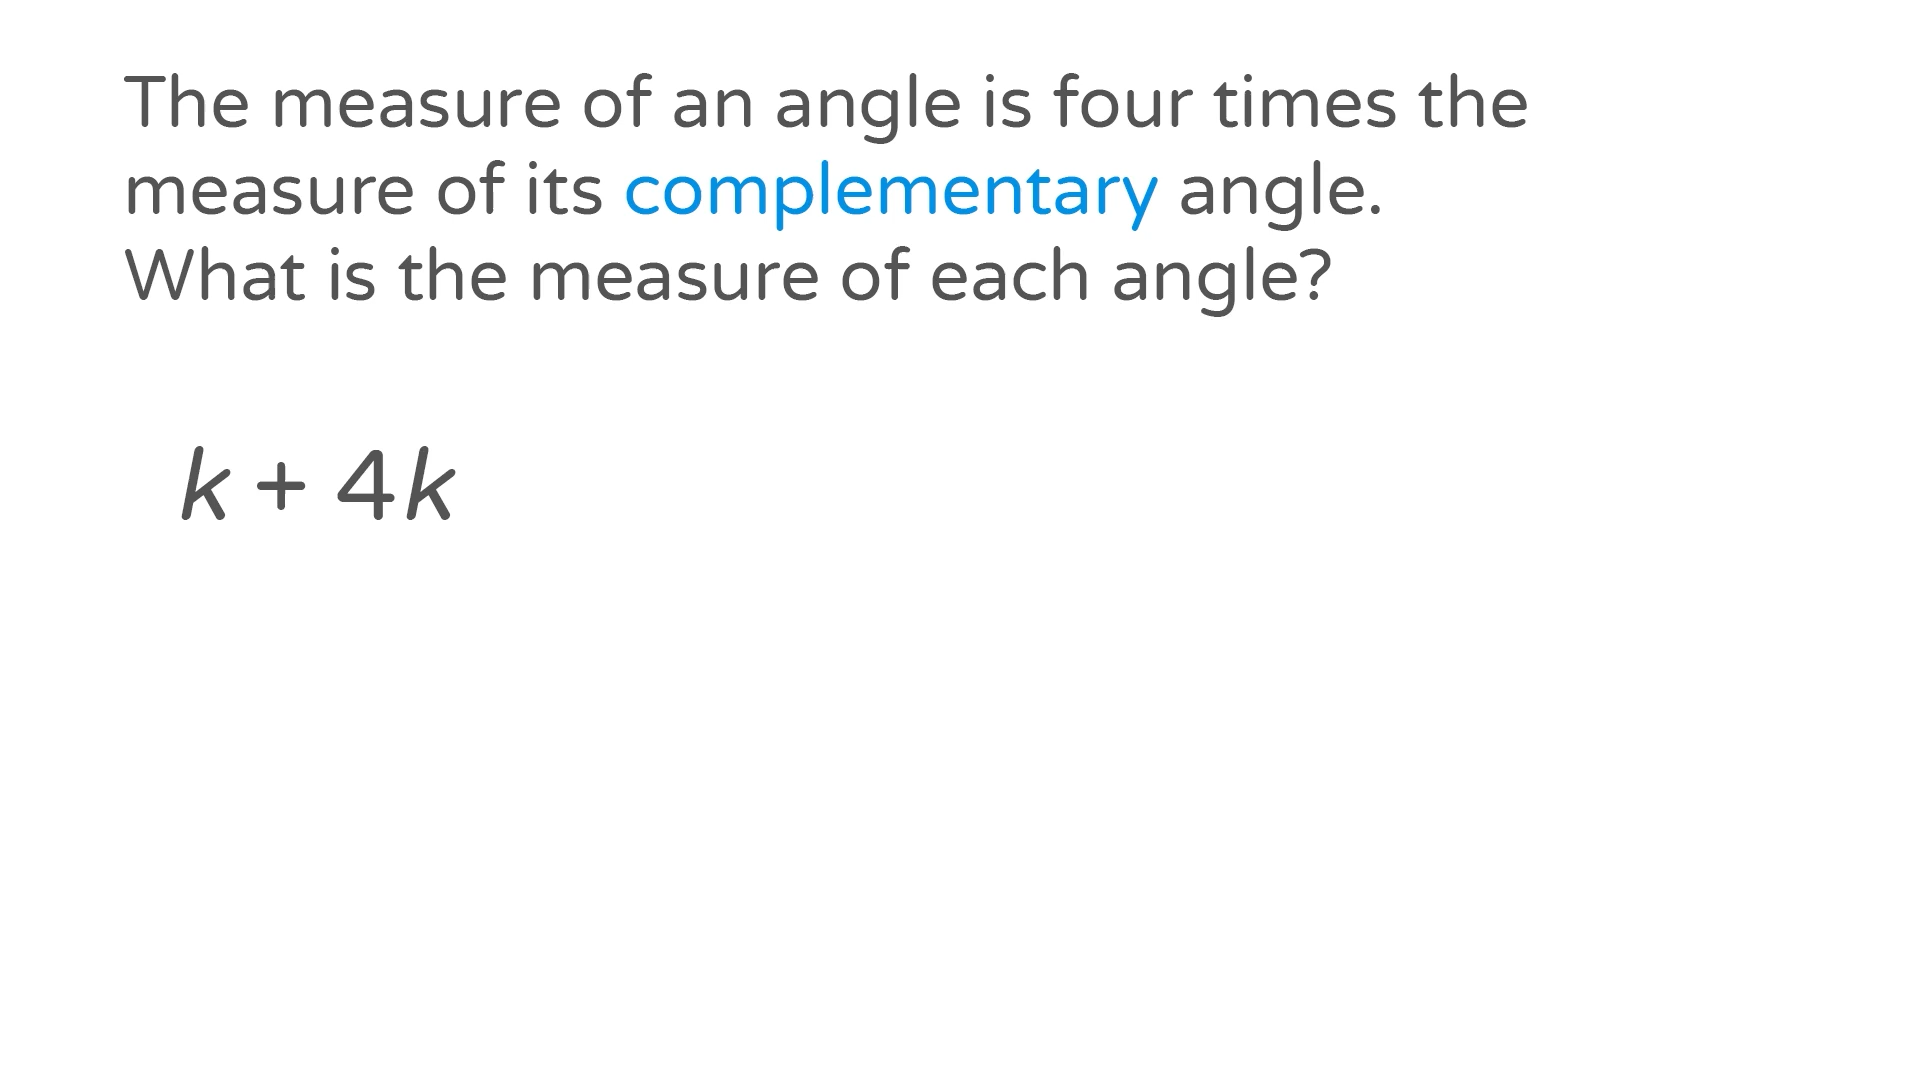 The measure of an angle is four times the
measure of its complementary angle.
What is the measure of each angle?
k + 4k